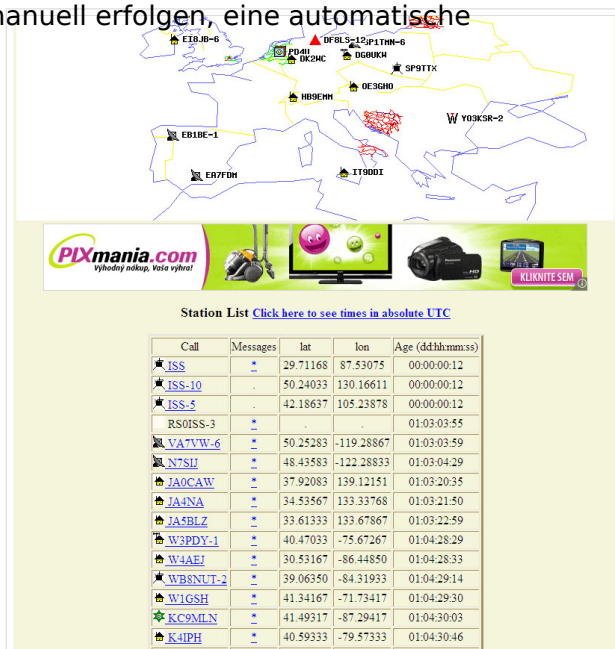 nanuell erfolgen, eine automatische
EI8JB-6
DF8LS-12
SP1TMN-6
PD4II
DK2WC
DG8UKW
SP9TTX
OE3GHO
HB9EMM
YO3KSR-2
EB1BE-1
EA7FDM
IT9DDI
PIXmania.com
Výhodný nákup, Vaša výhra!
KLIKNITE SEM
Station List Click here to see times in absolute UTC
Call Messages lat lon Age (dd:hh:mm:ss)
ISS * 29.71168 87.53075 00:00:00:12
ISS-10 . 50.24033 130.16611 00:00:00:12
ISS-5 . 42.18637 105.23878 00:00:00:12
RS0ISS-3 * . . 01:03:03:55
VA7VW-6 * 50.25283 -119.28867 01:03:03:59
N7SIJ * 48.43583 -122.28833 01:03:04:29
JA0CAW * 37.92083 139.12151 01:03:20:35
JA4NA * 34.53567 133.33768 01:03:21:50
JA5BLZ * 33.61333 133.67867 01:03:22:59
W3PDY-1 * 40.47033 -75.67267 01:04:28:29
W4AEJ * 30.53167 -86.44850 01:04:28:33
WB8NUT-2 * 39.06350 -84.31933 01:04:29:14
W1GSH * 41.34167 -71.73417 01:04:29:30
KC9MLN * 41.49317 -87.29417 01:04:30:03
K4IPH * 40.59333 -79.57333 01:04:30:46